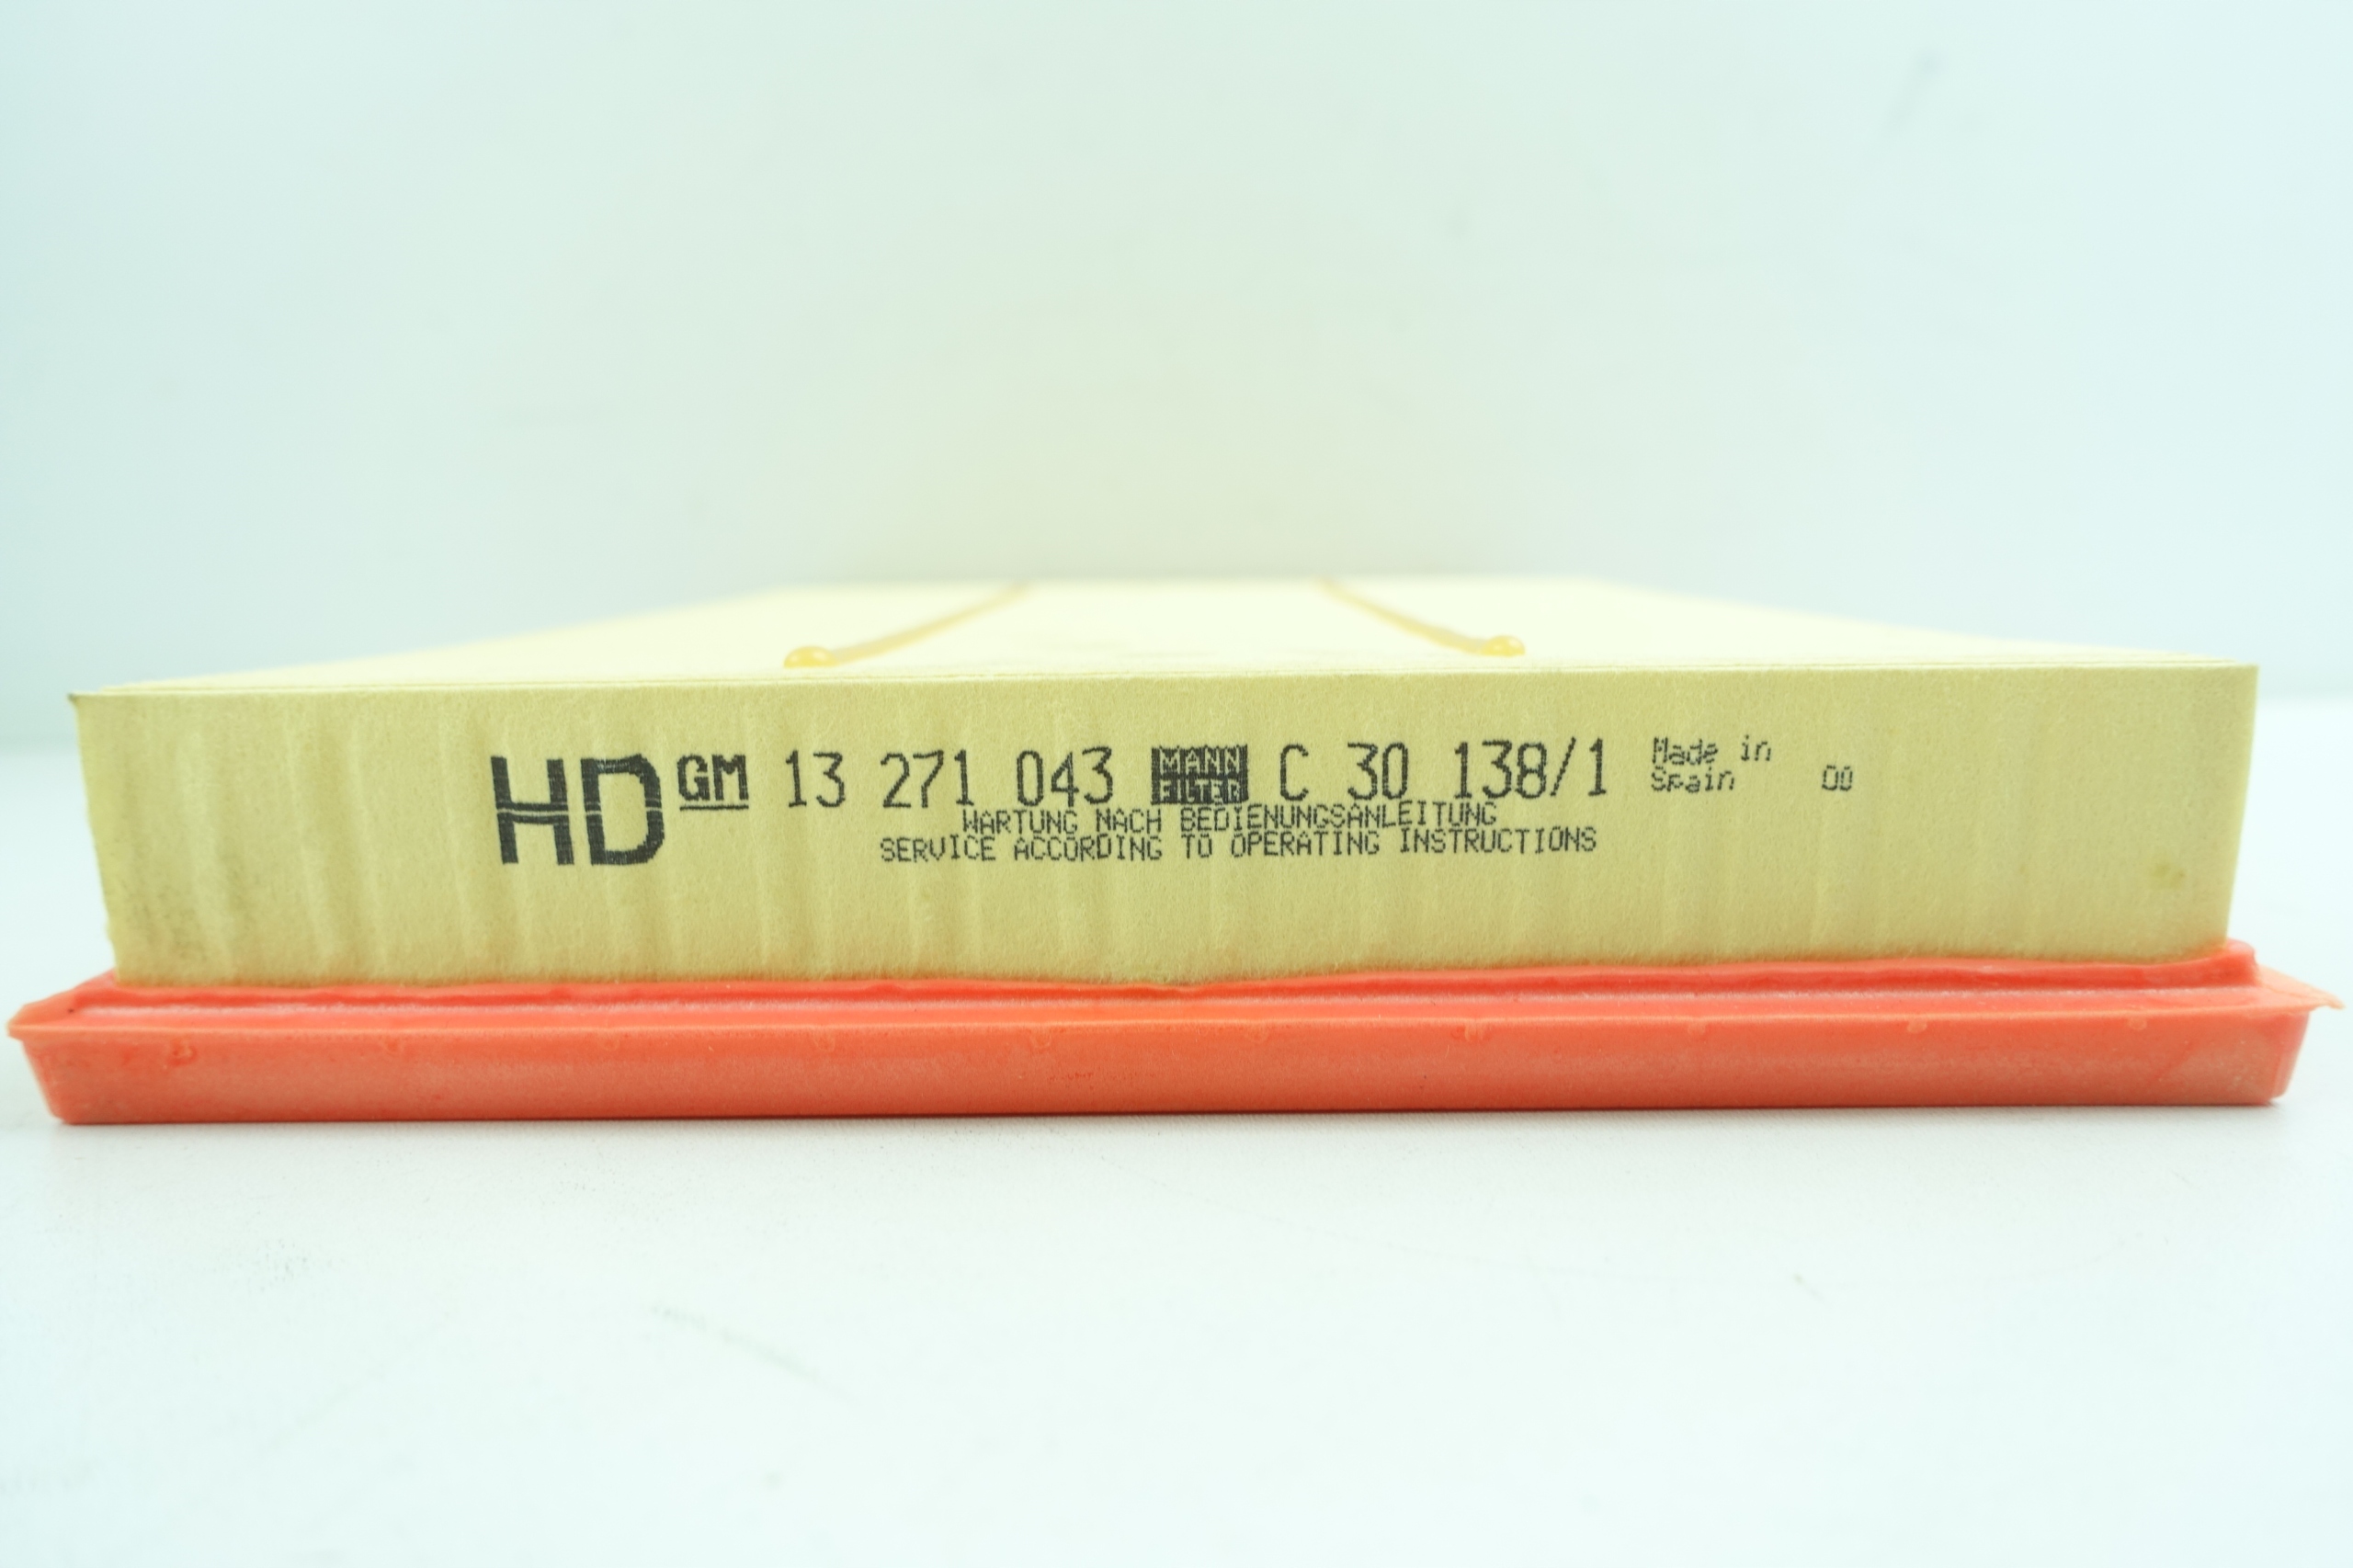 HD GM 13 271 043 MANN FILTER C 30 138/1 Made in Spain 00
WARTUNG NACH BEDIENUNGSANLEITUNG
SERVICE ACCORDING TO OPERATING INSTRUCTIONS